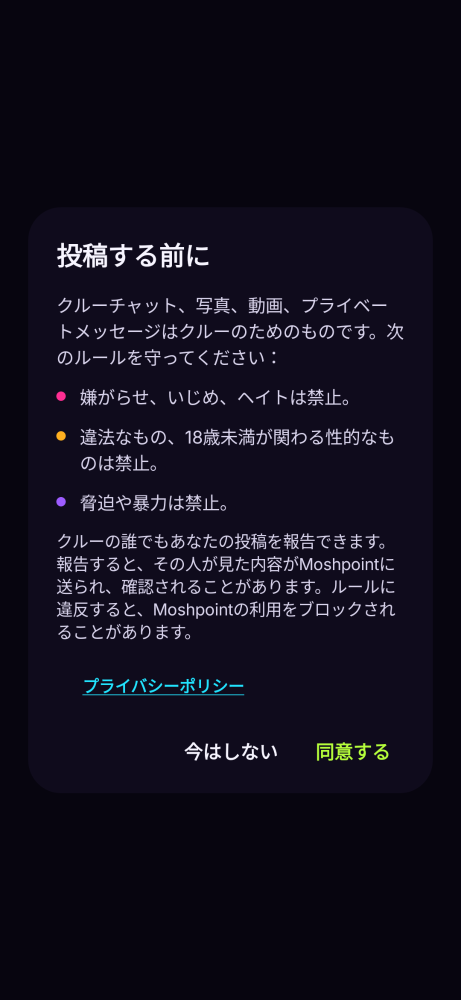 投稿する前に
クルーチャット、写真、動画、プライベー
トメッセージはクルーのためのものです。次
のルールを守ってください：
嫌がらせ、いじめ、ヘイトは禁止。
違法なもの、18歳未満が関わる性的なも
のは禁止。
脅迫や暴力は禁止。
クルーの誰でもあなたの投稿を報告できます。
報告すると、その人が見た内容がMoshpointに
送られ、確認されることがあります。ルールに
違反すると、Moshpointの利用をブロックされ
ることがあります。
プライバシーポリシー
今はしない 同意する